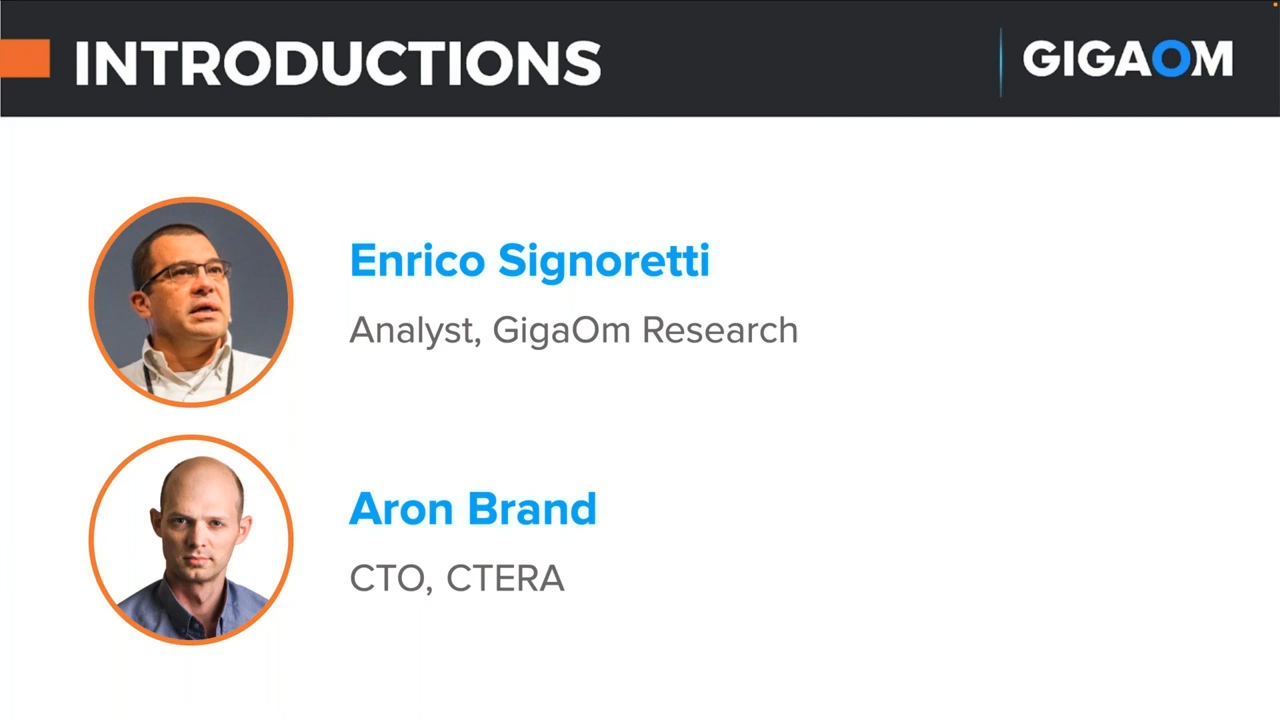 INTRODUCTIONS
GIGAOM
Enrico Signoretti
Analyst, GigaOm Research
Aron Brand
CTO, CTERA